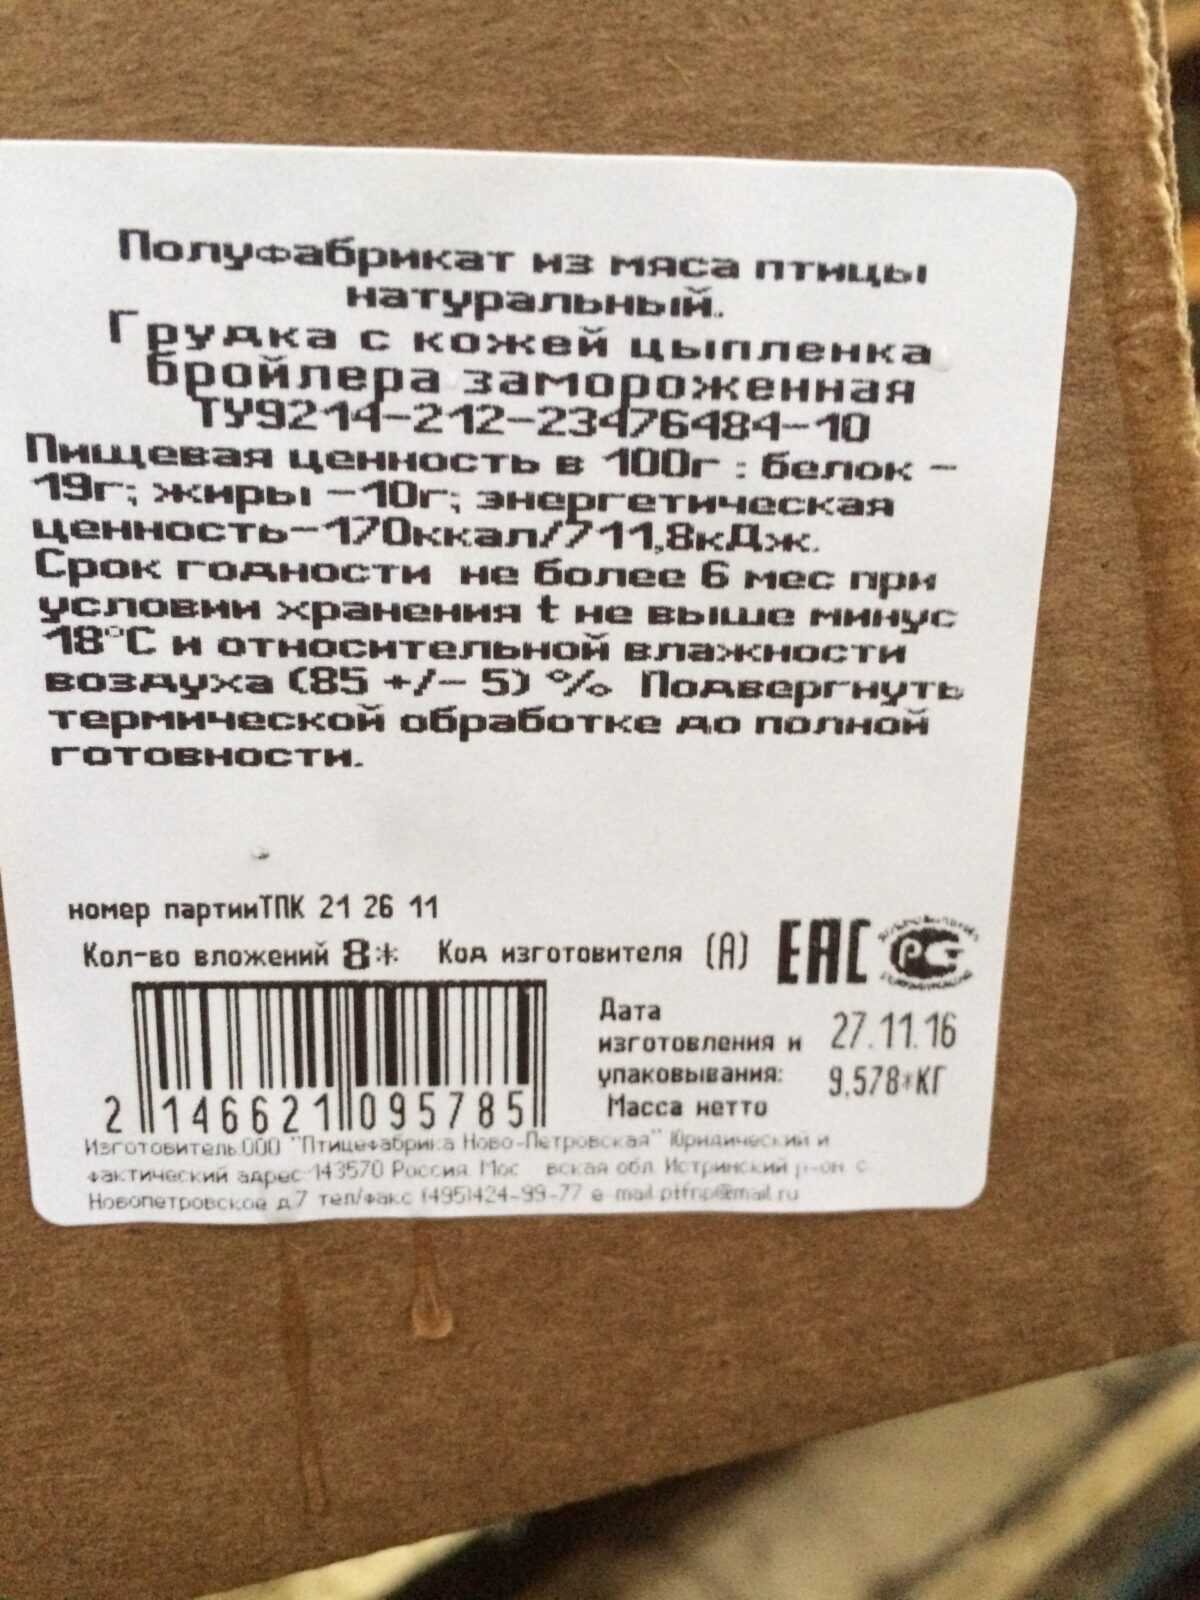 Полуфабрикат из мяса птицы
натуральный.
Грудка с кожей цыпленка
бройлера замороженная
ТУ9214-212-23476484-10
Пищевая ценность в 100г : белок -
19г; жиры -10г; энергетическая
ценность-170ккал/711,8кДж.
Срок годности не более 6 мес при
условии хранения t не выше минус
18°С и относительной влажности
воздуха (85 +/- 5) % Подвергнуть
термической обработке до полной
готовности.
номер партииТПК 21 26 11
Кол-во вложений 8* Код изготовителя (А) ЕАС
Дата
изготовления и 27.11.16
упаковывания: 9.578*КГ
Масса нетто
2 146621 095785
Изготовитель:ООО "Птицефабрика Ново-Петровская" Юридический и
фактический адрес:143570 Россия. Мос вская обл. Истринский р-он. с.
Новопетровское д.7 тел/факс (495)424-99-77 e-mail:ptfnp@mail.ru